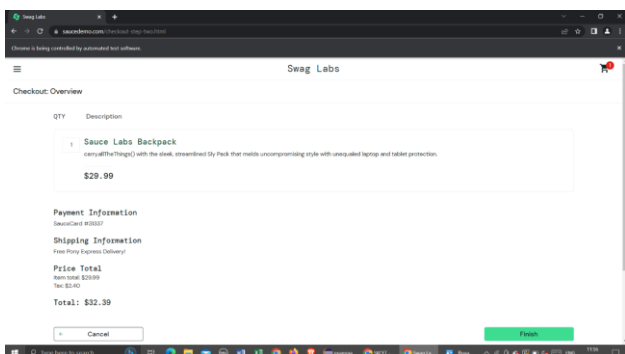 Swag Labs
saucedemo.com/checkout-step-two.html
Chrome is being controlled by automated test software.
Swag Labs
1
Checkout: Overview
QTY Description
1 Sauce Labs Backpack
carry.allTheThings() with the sleek, streamlined Sly Pack that melds uncompromising style with unequaled laptop and tablet protection.
$29.99
Payment Information
SauceCard #31337
Shipping Information
Free Pony Express Delivery!
Price Total
Item total: $29.99
Tax: $2.40
Total: $32.39
Cancel Finish
Type here to search